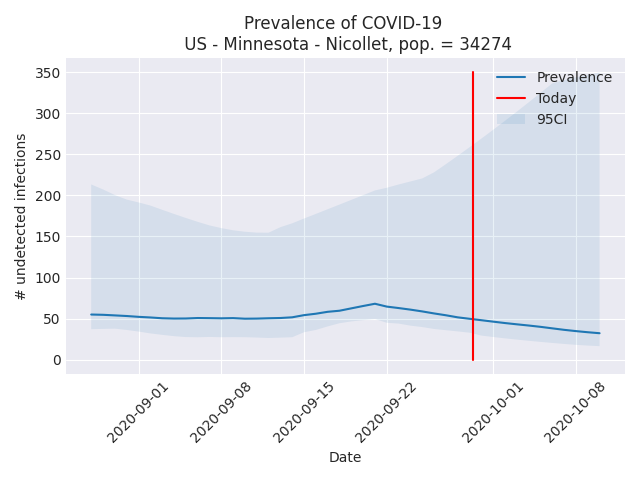 Prevalence of COVID-19
US - Minnesota - Nicollet, pop. = 34274
350
300
250
200
150
100
50
0
# undetected infections
Prevalence
Today
95CI
2020-09-01
2020-09-08
2020-09-15
2020-09-22
2020-10-01
2020-10-08
Date